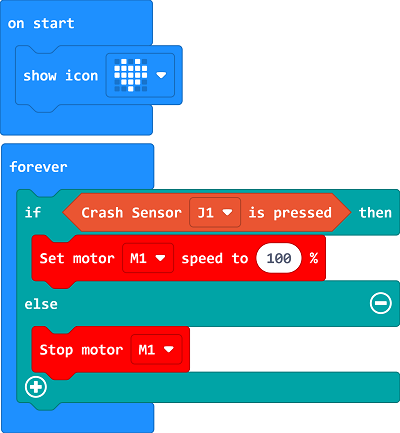 on start
show icon
forever
if Crash Sensor J1 is pressed then
Set motor M1 speed to 100 %
else
Stop motor M1